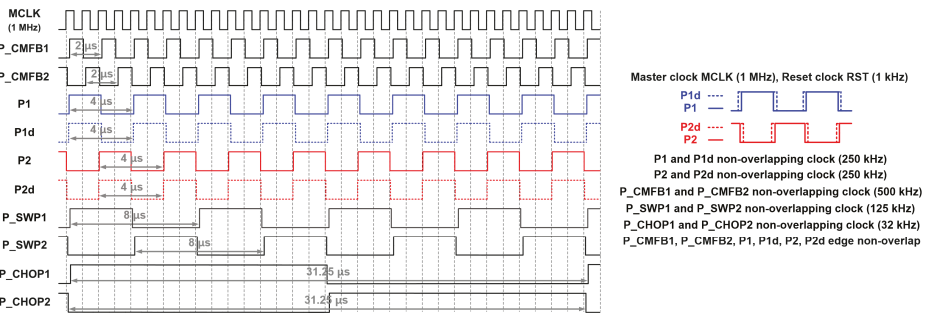 MCLK
(1 MHz)
P_CMFB1
2 µs
P_CMFB2
2 µs
P1
4 µs
P1d
4 µs
P2
4 µs
P2d
4 µs
P_SWP1
8 µs
P_SWP2
8 µs
P_CHOP1
31.25 µs
P_CHOP2
31.25 µs
Master clock MCLK (1 MHz), Reset clock RST (1 kHz)
P1d
P1
P2d
P2
P1 and P1d non-overlapping clock (250 kHz)
P2 and P2d non-overlapping clock (250 kHz)
P_CMFB1 and P_CMFB2 non-overlapping clock (500 kHz)
P_SWP1 and P_SWP2 non-overlapping clock (125 kHz)
P_CHOP1 and P_CHOP2 non-overlapping clock (32 kHz)
P_CMFB1, P_CMFB2, P1, P1d, P2, P2d edge non-overlap